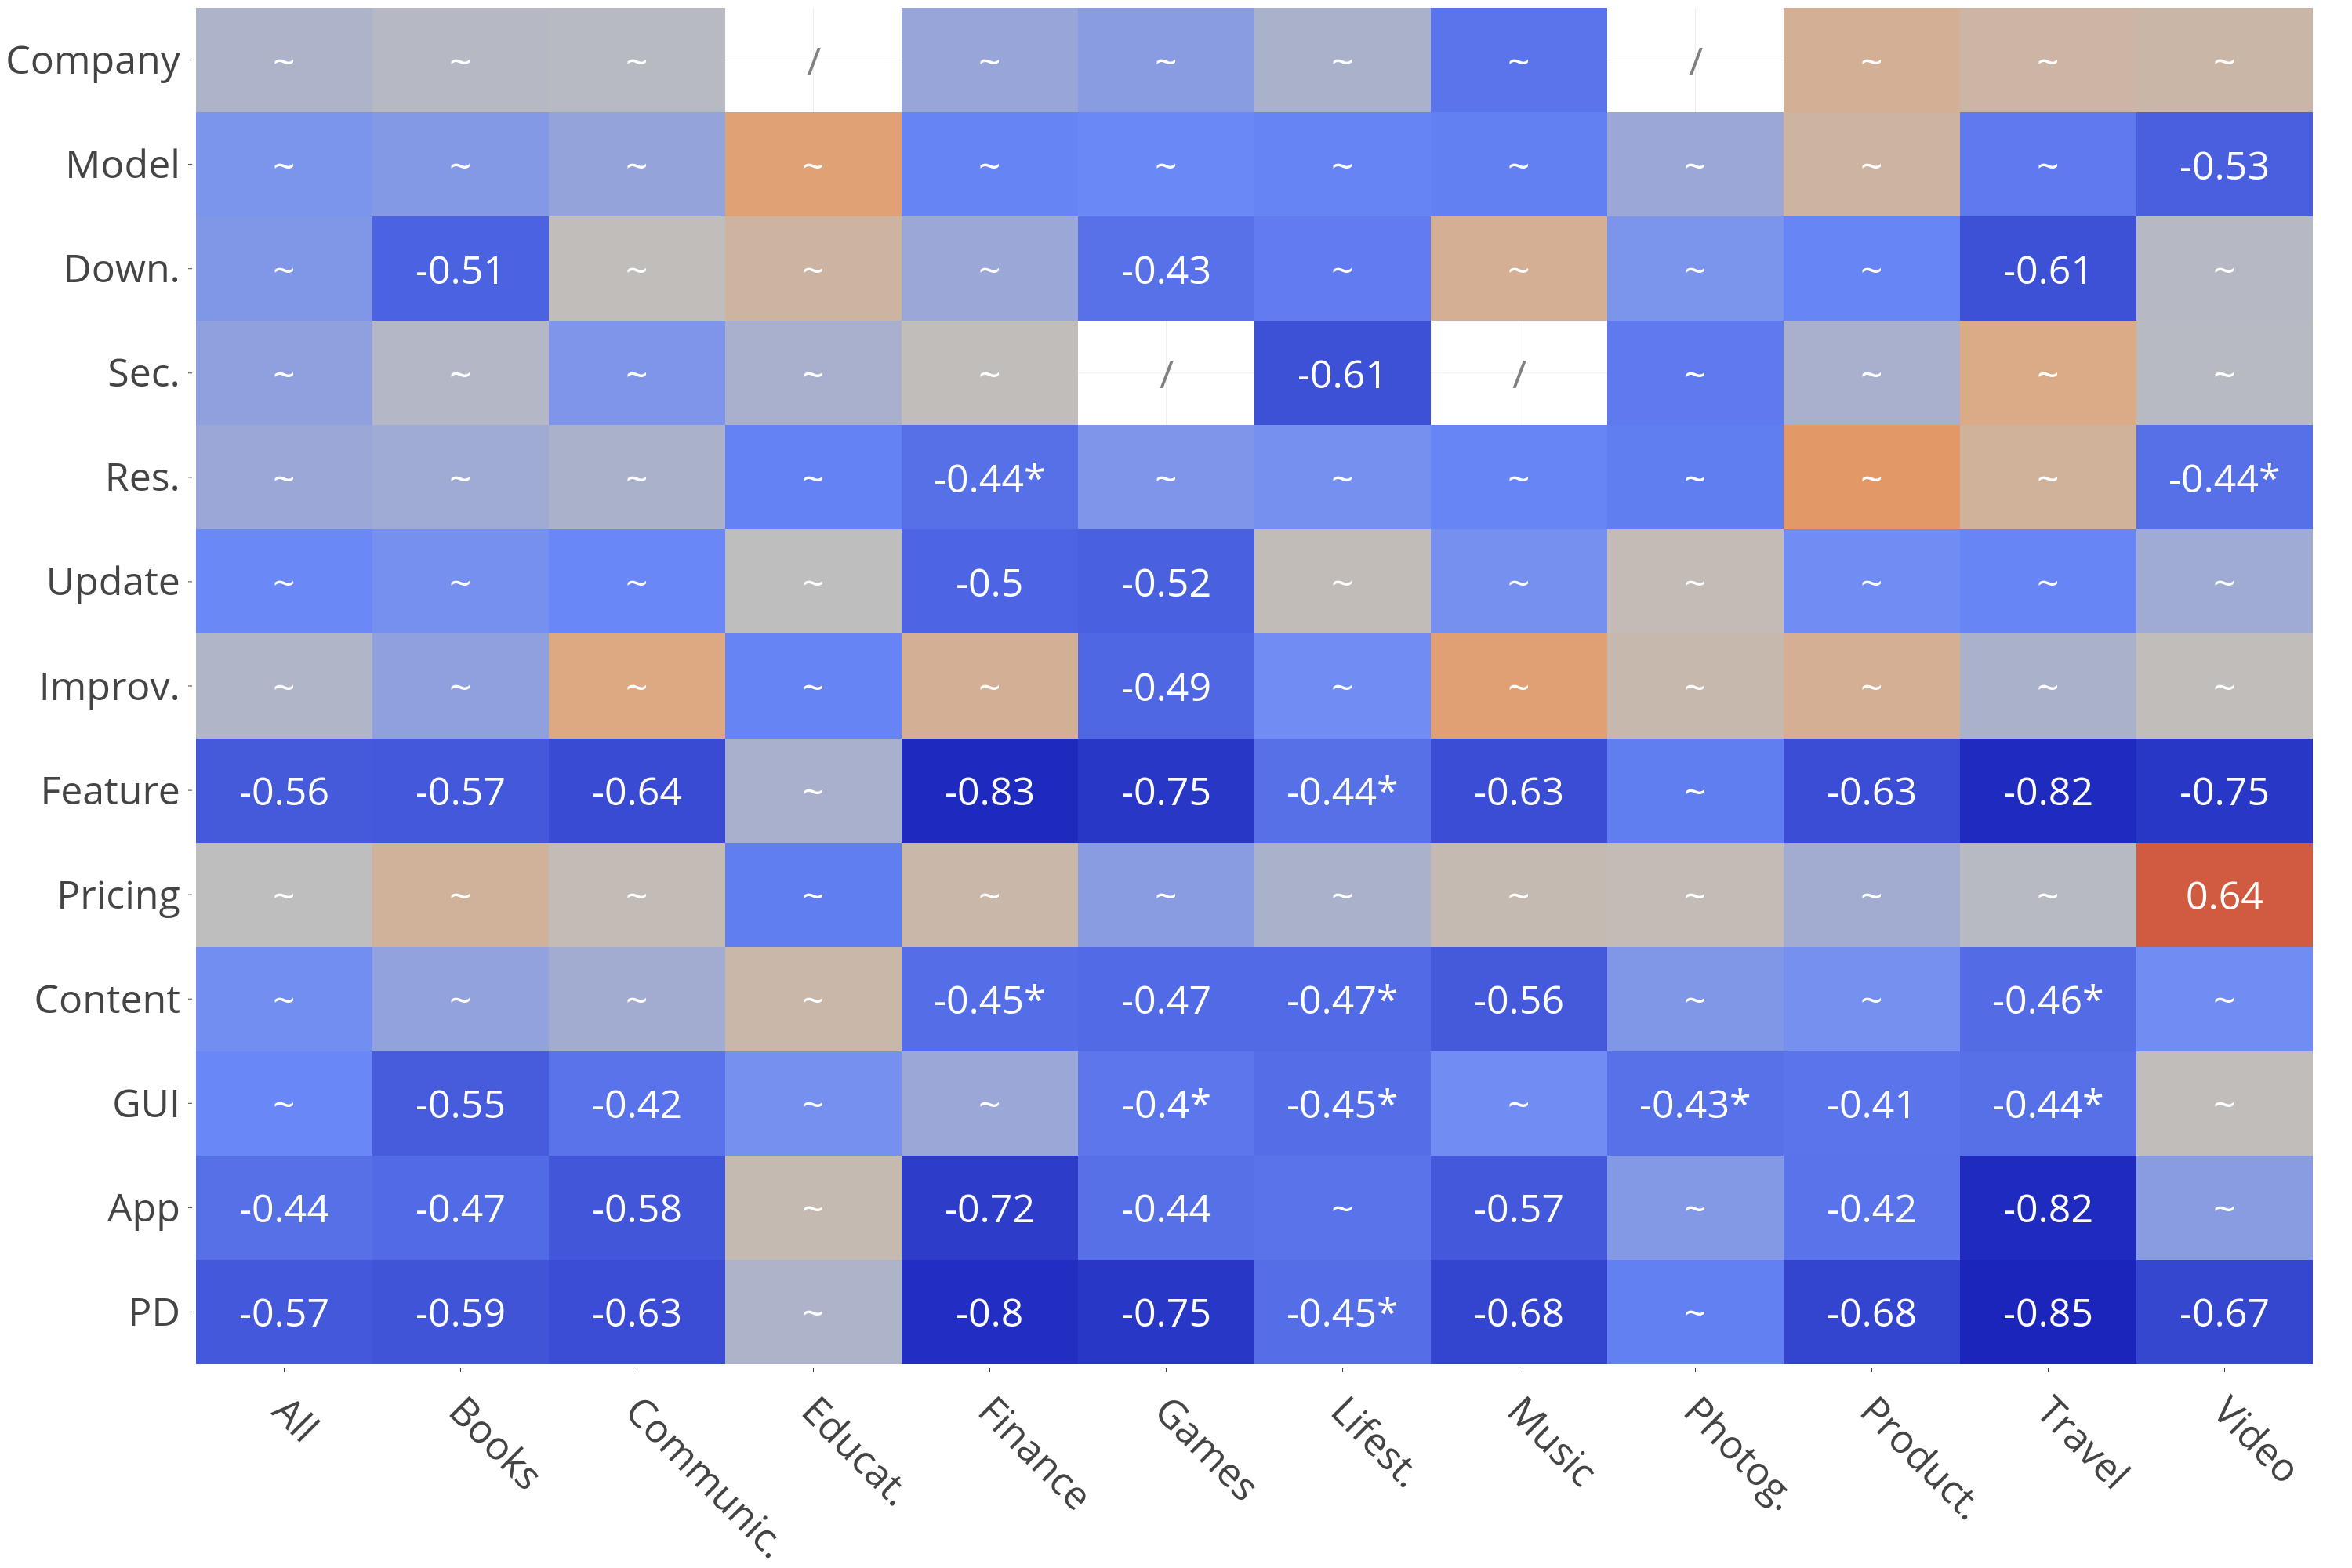 Company ~ ~ ~ / ~ ~ ~ ~ / ~ ~ ~
Model ~ ~ ~ ~ ~ ~ ~ ~ ~ ~ ~ -0.53
Down. ~ -0.51 ~ ~ ~ -0.43 ~ ~ ~ ~ -0.61 ~
Sec. ~ ~ ~ ~ ~ / -0.61 / ~ ~ ~ ~
Res. ~ ~ ~ ~ -0.44* ~ ~ ~ ~ ~ ~ -0.44*
Update ~ ~ ~ ~ -0.5 -0.52 ~ ~ ~ ~ ~ ~
Improv. ~ ~ ~ ~ ~ -0.49 ~ ~ ~ ~ ~ ~
Feature -0.56 -0.57 -0.64 ~ -0.83 -0.75 -0.44* -0.63 ~ -0.63 -0.82 -0.75
Pricing ~ ~ ~ ~ ~ ~ ~ ~ ~ ~ ~ 0.64
Content ~ ~ ~ ~ -0.45* -0.47 -0.47* -0.56 ~ ~ -0.46* ~
GUI ~ -0.55 -0.42 ~ ~ -0.4* -0.45* ~ -0.43* -0.41 -0.44* ~
App -0.44 -0.47 -0.58 ~ -0.72 -0.44 ~ -0.57 ~ -0.42 -0.82 ~
PD -0.57 -0.59 -0.63 ~ -0.8 -0.75 -0.45* -0.68 ~ -0.68 -0.85 -0.67
All Books Communic. Educat. Finance Games Lifest. Music Photog. Product. Travel Video